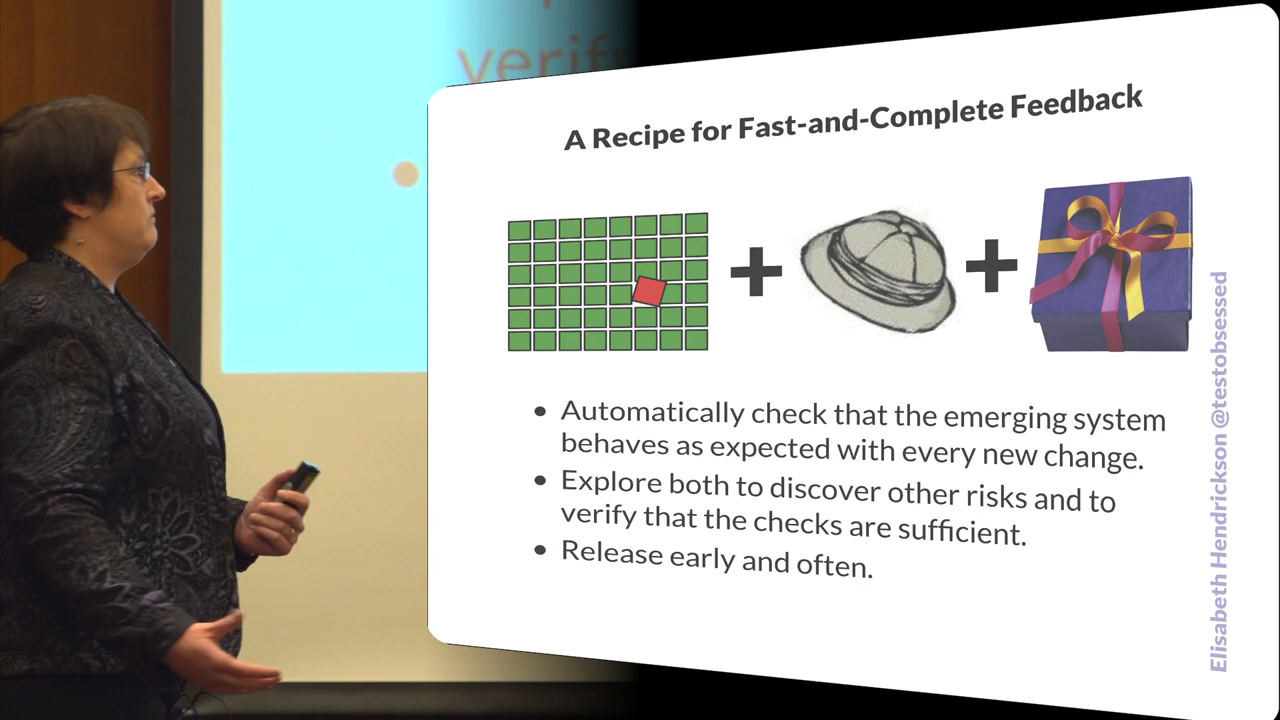 verify
A Recipe for Fast-and-Complete Feedback
• Automatically check that the emerging system
behaves as expected with every new change.
• Explore both to discover other risks and to
verify that the checks are sufficient.
• Release early and often.
Elisabeth Hendrickson @testobsessed